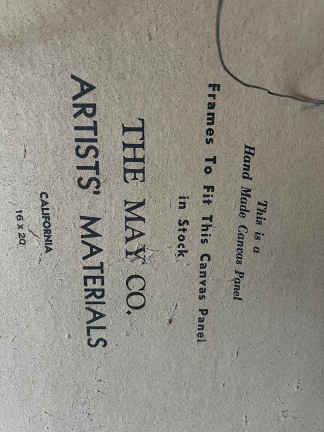 This is a
Hand Made Canvas Panel
Frames To Fit This Canvas Panel
in Stock
THE MAY CO.
ARTISTS' MATERIALS
CALIFORNIA
16 X 20